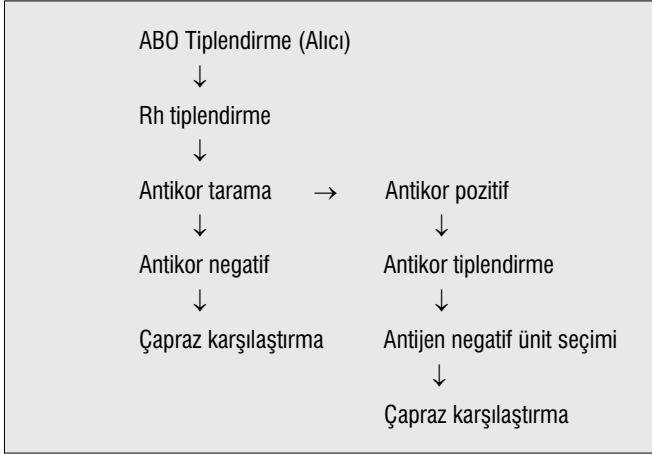 ABO Tiplendirme (Alıcı)
↓
Rh tiplendirme
↓
Antikor tarama → Antikor pozitif
↓ ↓
Antikor negatif Antikor tiplendirme
↓ ↓
Çapraz karşılaştırma Antijen negatif ünit seçimi
↓
Çapraz karşılaştırma